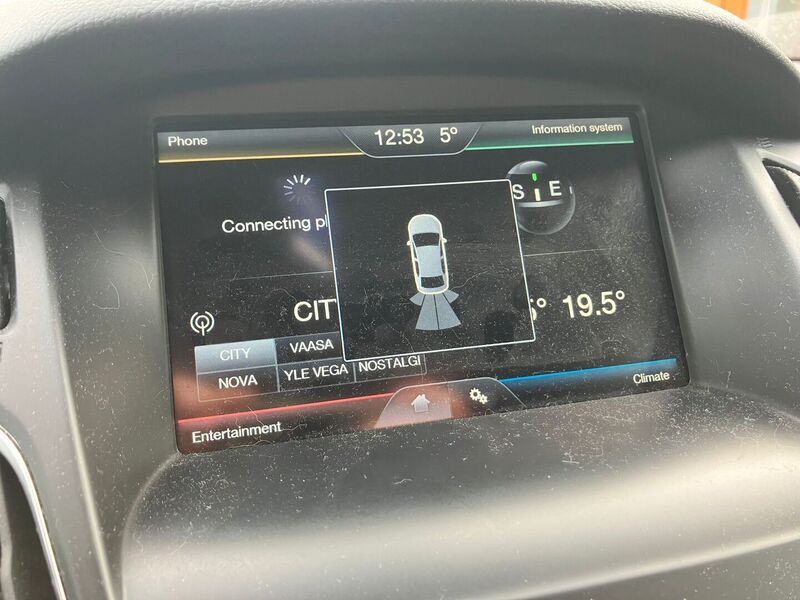 Phone
12:53 5°
Information system
S E
Connecting
CIT
19.5°
CITY VAASA
NOVA YLE VEGA NOSTALGI
Climate
Entertainment